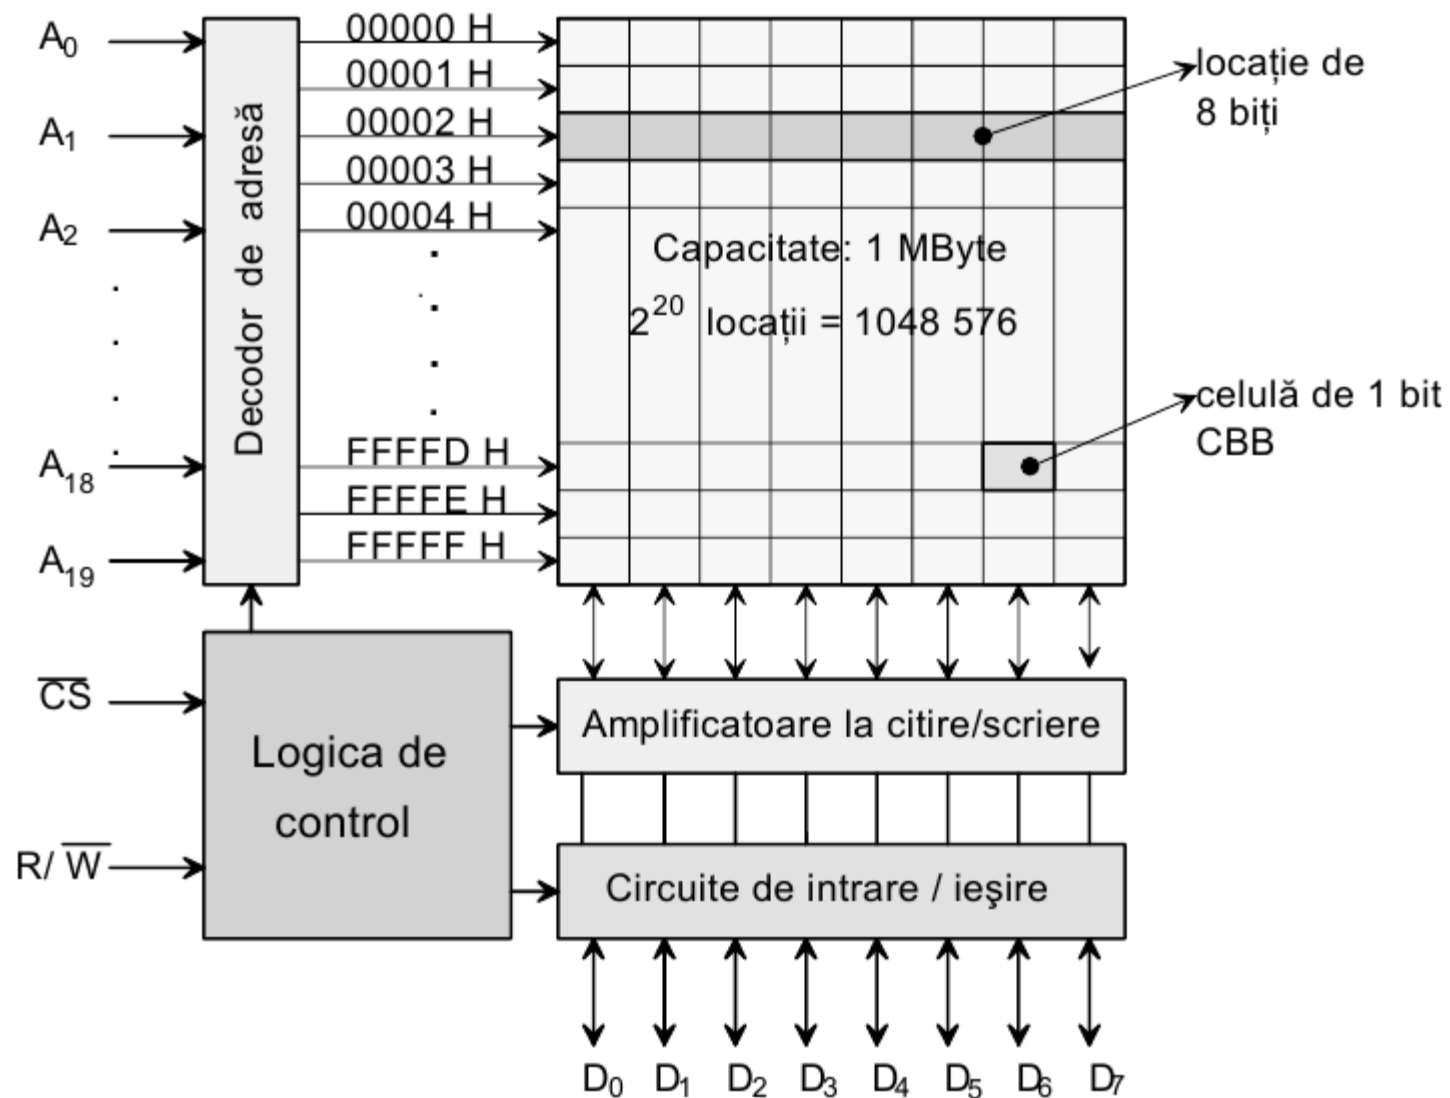 A0
A1
A2
A18
A19
Decodor de adresă
00000 H
00001 H
00002 H
00003 H
00004 H
FFFFD H
FFFFE H
FFFFF H
Capacitate: 1 MByte
2^20 locații = 1048 576
locație de
8 biți
celulă de 1 bit
CBB
C̅S̅
R/ W̅
Logica de
control
Amplificatoare la citire/scriere
Circuite de intrare / ieşire
D0 D1 D2 D3 D4 D5 D6 D7